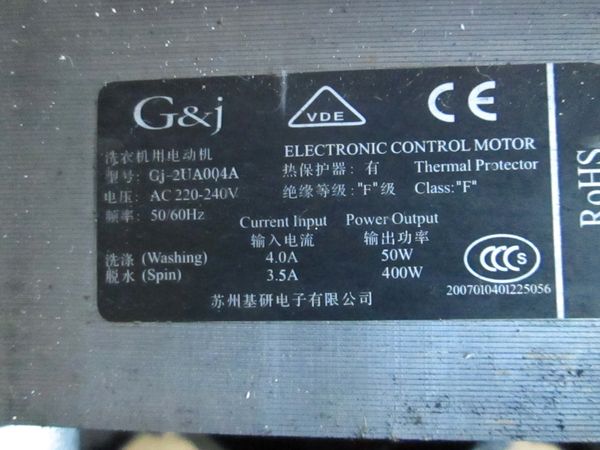 G&j
VDE
CE
洗衣机用电动机
ELECTRONIC CONTROL MOTOR
型号: Gj-2UA004A
热保护器: 有 Thermal Protector
电压: AC 220-240V
绝缘等级: "F"级 Class: "F"
频率: 50/60Hz
Current Input Power Output
输入电流 输出功率
洗涤 (Washing) 4.0A 50W
脱水 (Spin) 3.5A 400W
CCC S
2007010401225056
苏州基研电子有限公司
RoHS